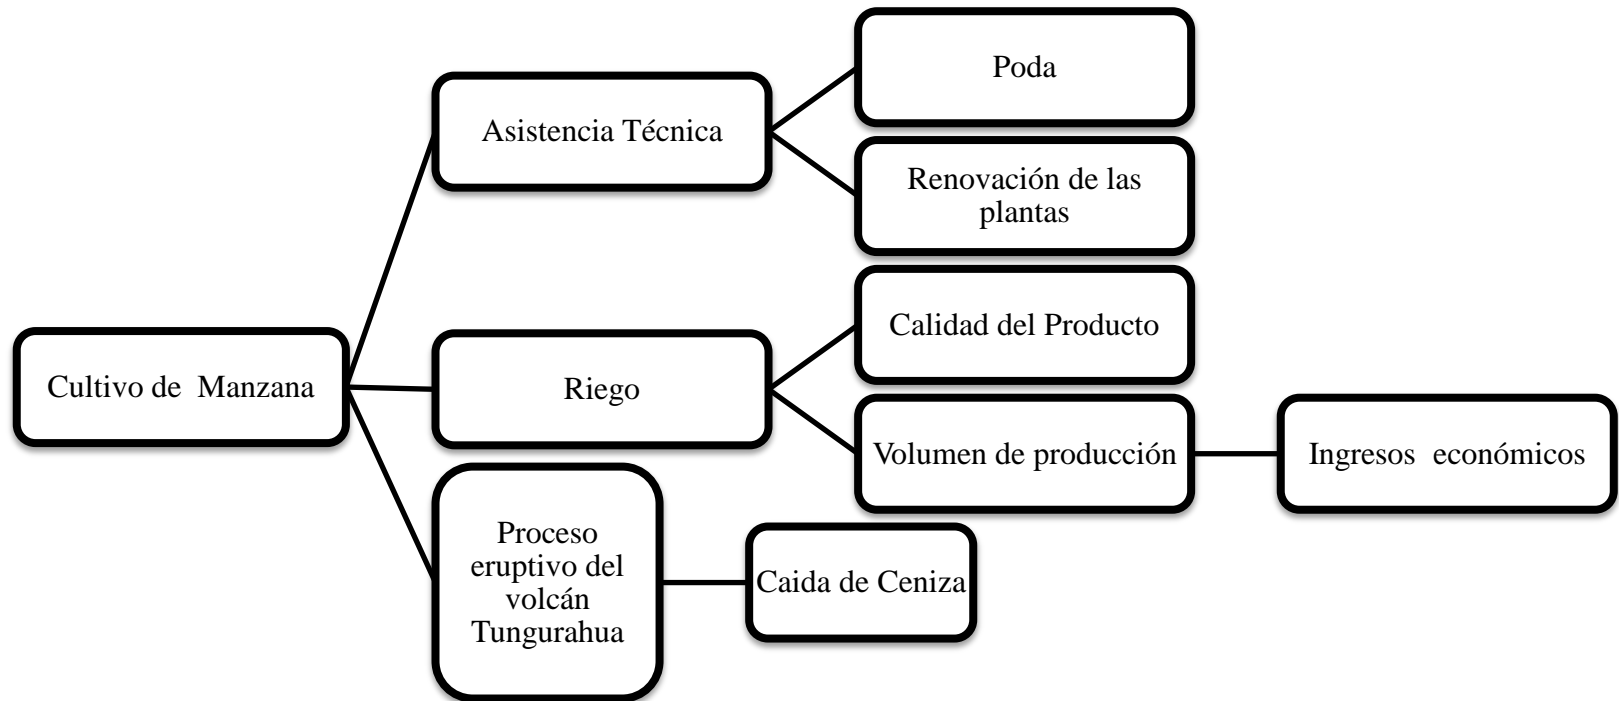 Poda
Asistencia Técnica
Renovación de las
plantas
Calidad del Producto
Cultivo de  Manzana
Riego
Volumen de producción
Ingresos  económicos
Proceso
eruptivo del
volcán
Tungurahua
Caida de Ceniza